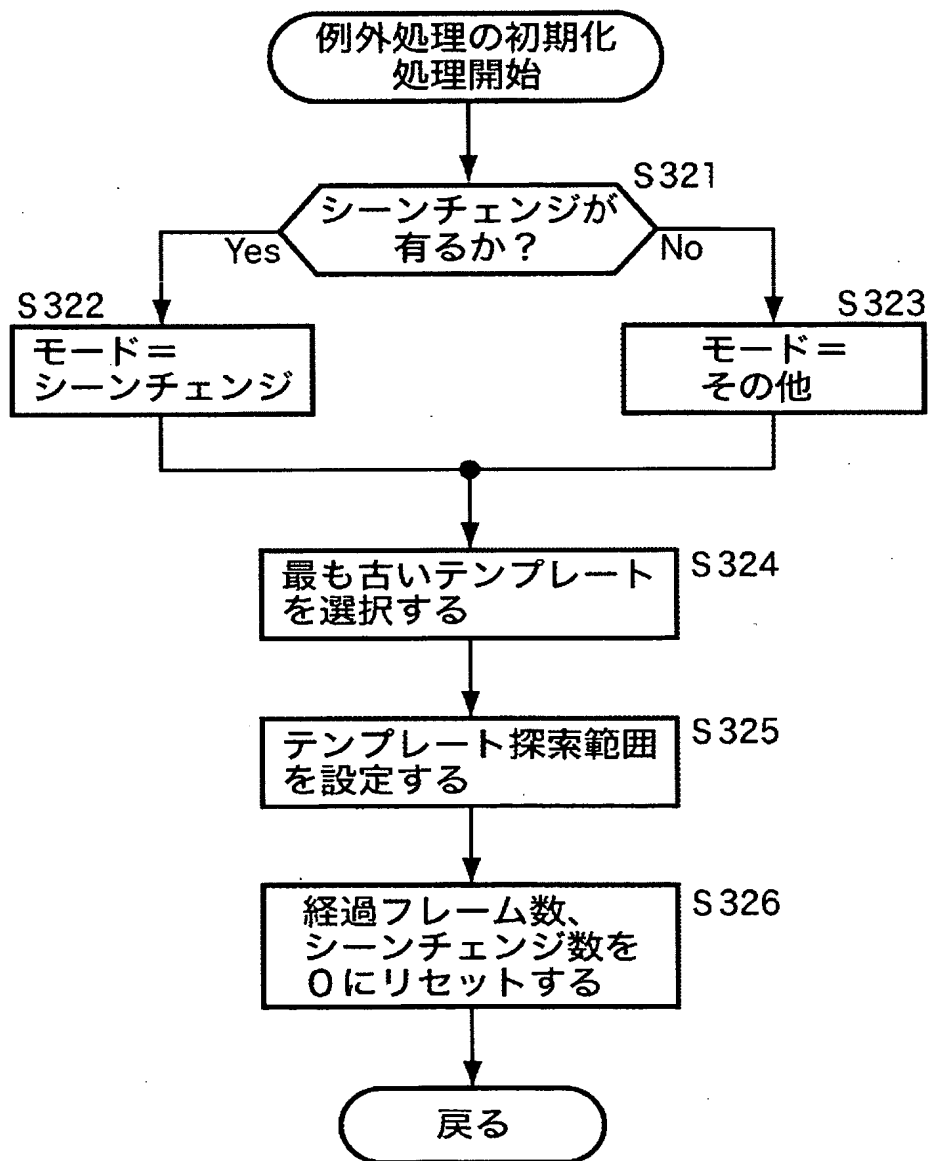 例外処理の初期化
処理開始
S321
シーンチェンジが
有るか？
Yes
No
S322
モード＝
シーンチェンジ
S323
モード＝
その他
最も古いテンプレート
を選択する
S324
テンプレート探索範囲
を設定する
S325
経過フレーム数、
シーンチェンジ数を
0にリセットする
S326
戻る